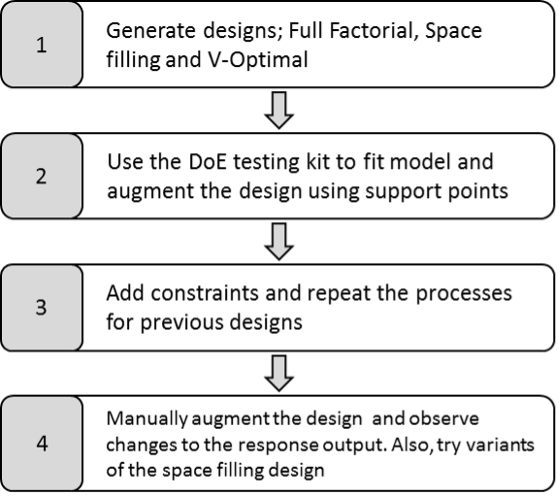 1
Generate designs; Full Factorial, Space
filling and V-Optimal
2
Use the DoE testing kit to fit model and
augment the design using support points
3
Add constraints and repeat the processes
for previous designs
4
Manually augment the design and observe
changes to the response output. Also, try variants
of the space filling design